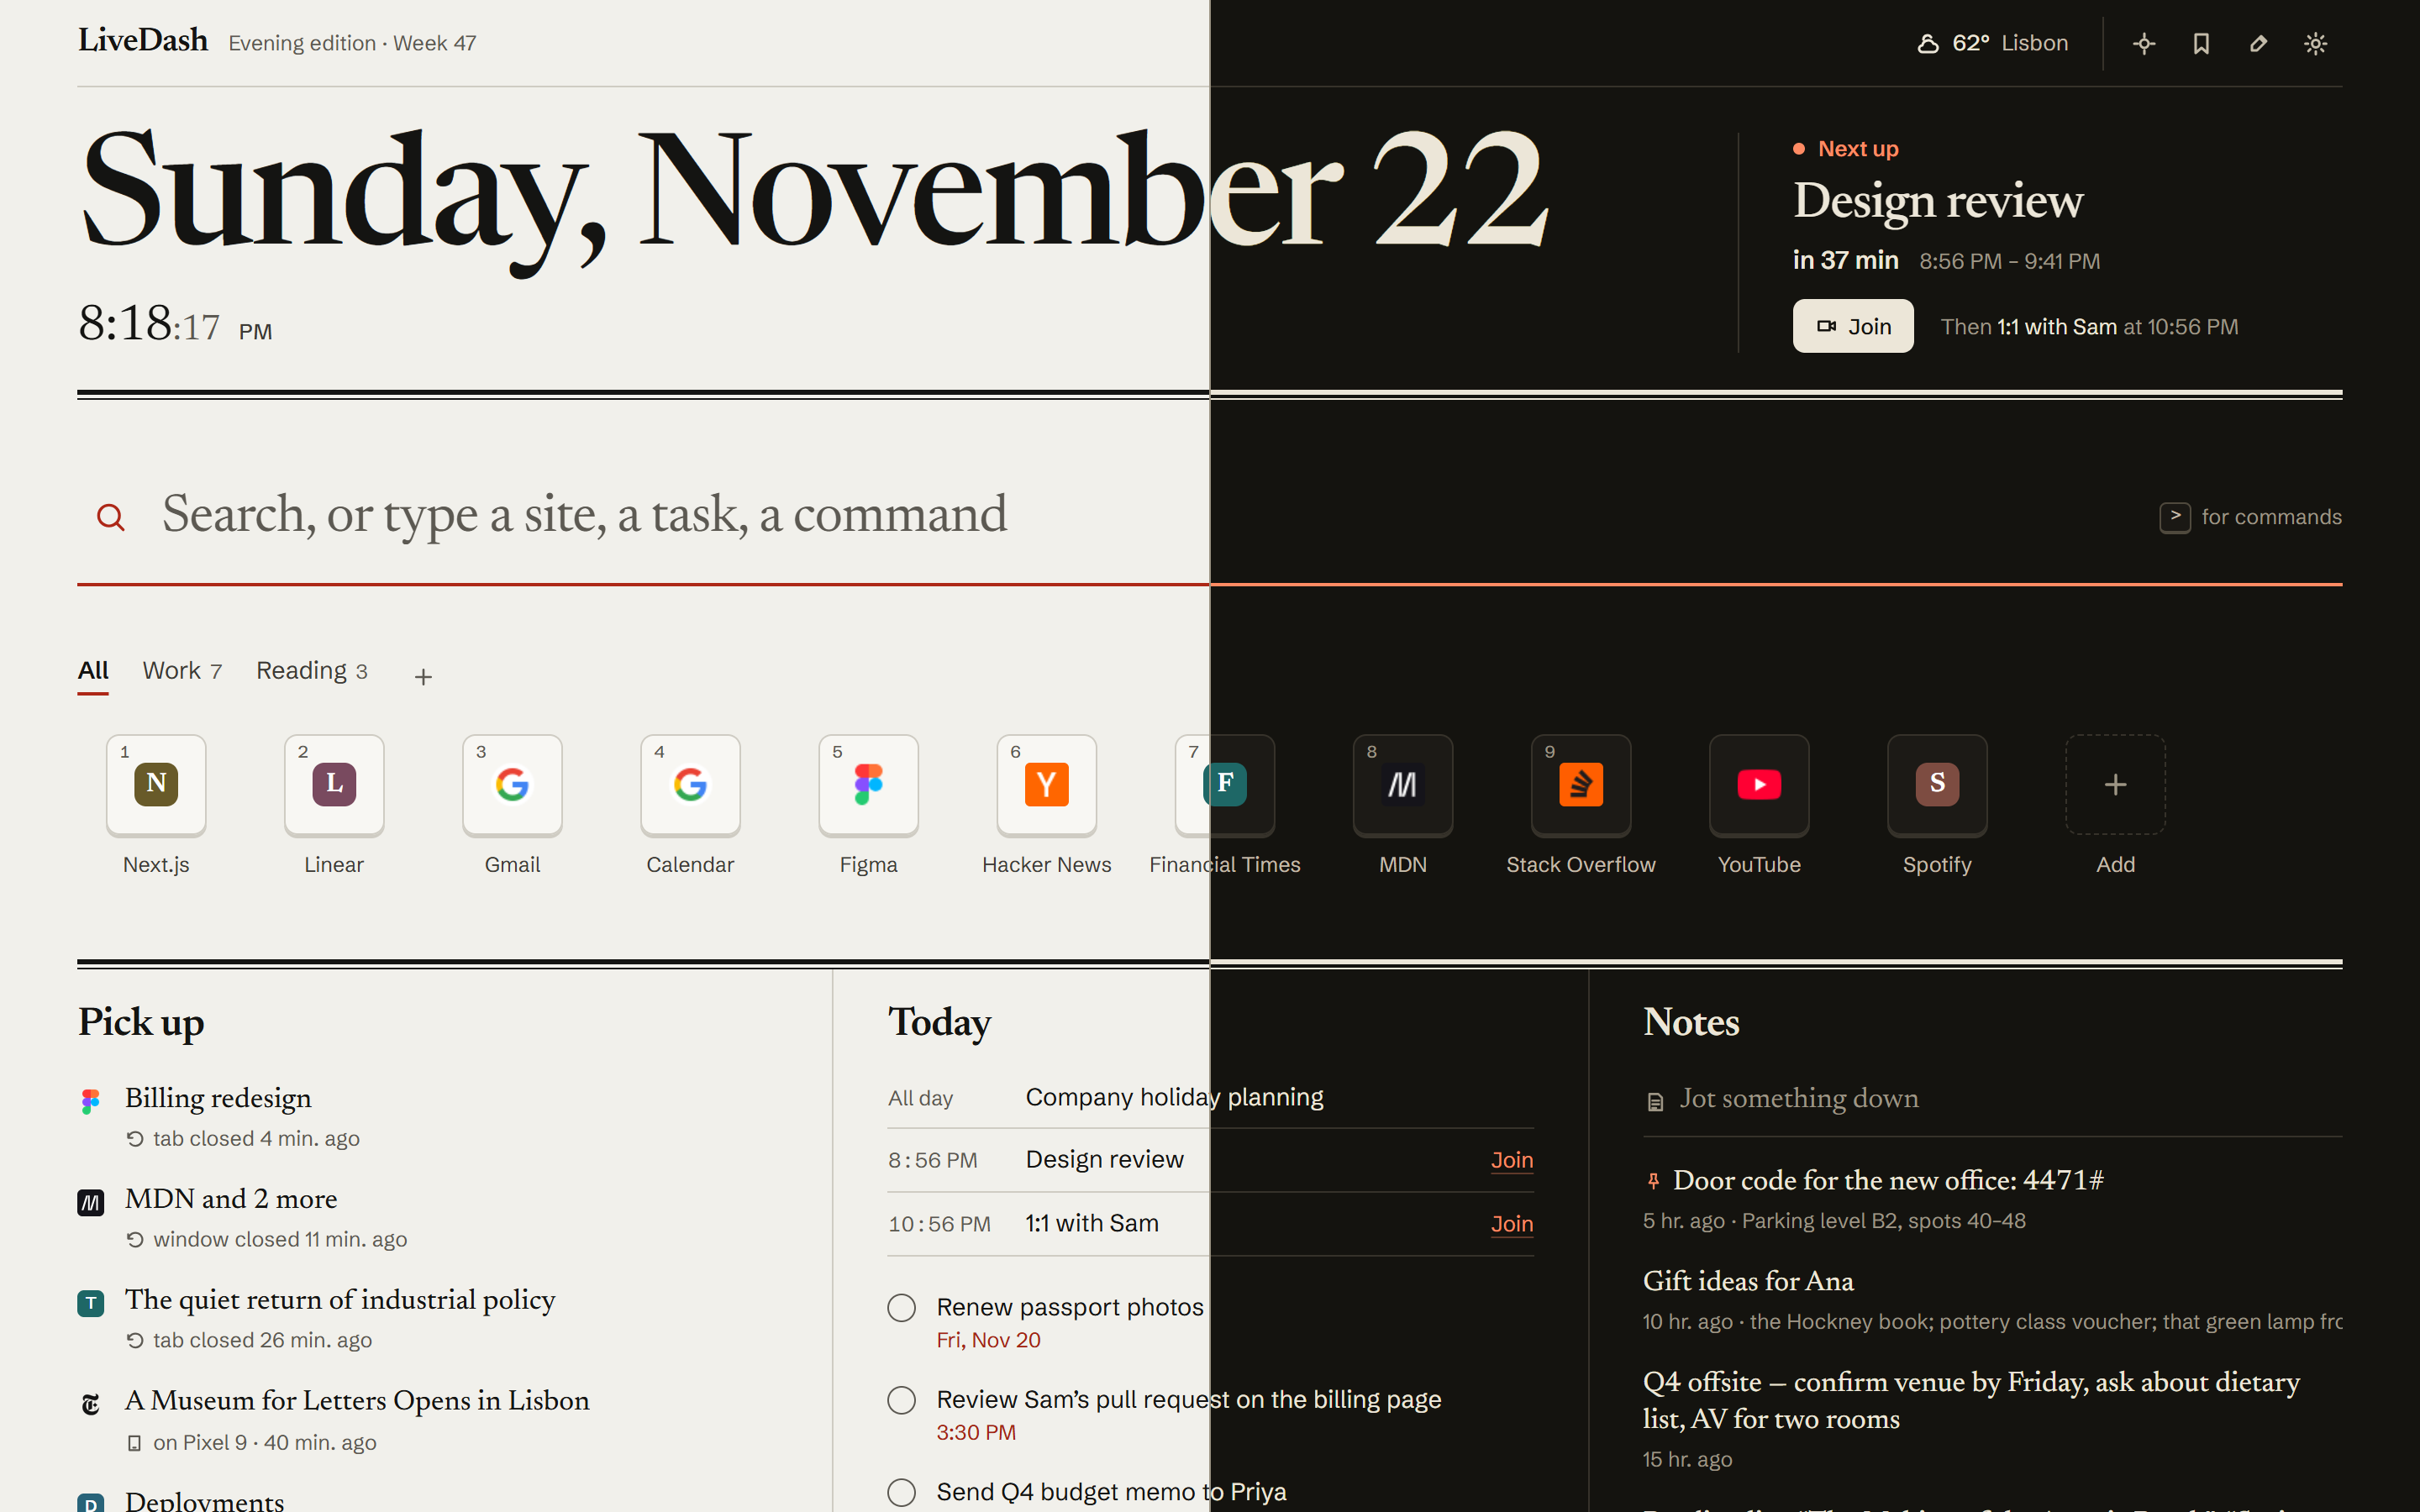 LiveDash Evening edition · Week 47
62° Lisbon
Sunday, November 22
8:18:17 PM
Next up
Design review
in 37 min 8:56 PM – 9:41 PM
Join Then 1:1 with Sam at 10:56 PM
Search, or type a site, a task, a command
> for commands
All Work 7 Reading 3 +
1 2 3 4 5 6 7 8 9
N L G G Y F M S
Next.js Linear Gmail Calendar Figma Hacker News Financial Times MDN Stack Overflow YouTube Spotify Add
Pick up
Billing redesign
tab closed 4 min. ago
MDN and 2 more
window closed 11 min. ago
T The quiet return of industrial policy
tab closed 26 min. ago
A Museum for Letters Opens in Lisbon
on Pixel 9 · 40 min. ago
D Deployments
Today
All day Company holiday planning
8:56 PM Design review Join
10:56 PM 1:1 with Sam Join
Renew passport photos
Fri, Nov 20
Review Sam’s pull request on the billing page
3:30 PM
Send Q4 budget memo to Priya
Notes
Jot something down
Door code for the new office: 4471#
5 hr. ago · Parking level B2, spots 40–48
Gift ideas for Ana
10 hr. ago · the Hockney book; pottery class voucher; that green lamp
Q4 offsite – confirm venue by Friday, ask about dietary
list, AV for two rooms
15 hr. ago